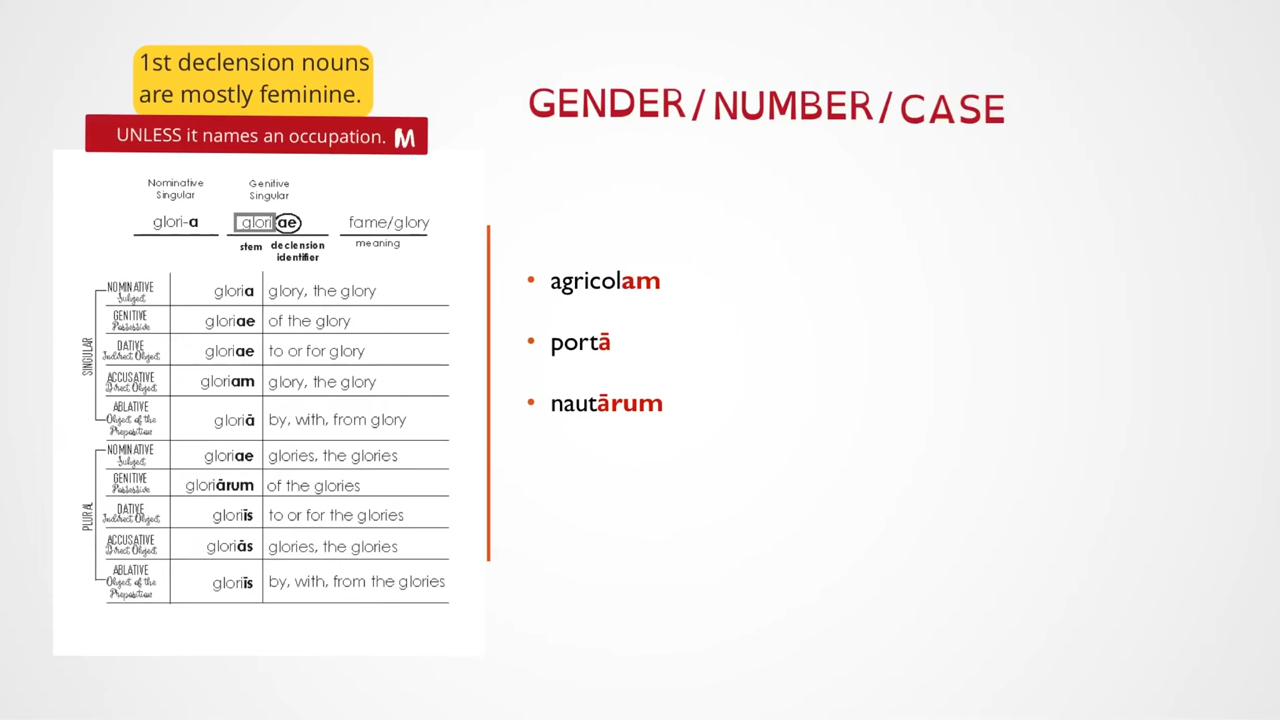 1st declension nouns
are mostly feminine.
UNLESS it names an occupation. M
GENDER/NUMBER/CASE
Nominative Singular
Genitive Singular
glori-a
gloriae
fame/glory
stem
declension identifier
meaning
SINGULAR
NOMINATIVE Subject gloria glory, the glory
GENITIVE Possessive gloriae of the glory
DATIVE Indirect Object gloriae to or for glory
ACCUSATIVE Direct Object gloriam glory, the glory
ABLATIVE Object of the Preposition gloriā by, with, from glory
PLURAL
NOMINATIVE Subject gloriae glories, the glories
GENITIVE Possessive gloriārum of the glories
DATIVE Indirect Object gloriīs to or for the glories
ACCUSATIVE Direct Object gloriās glories, the glories
ABLATIVE Object of the Preposition gloriīs by, with, from the glories
• agricolam
• portā
• nautārum